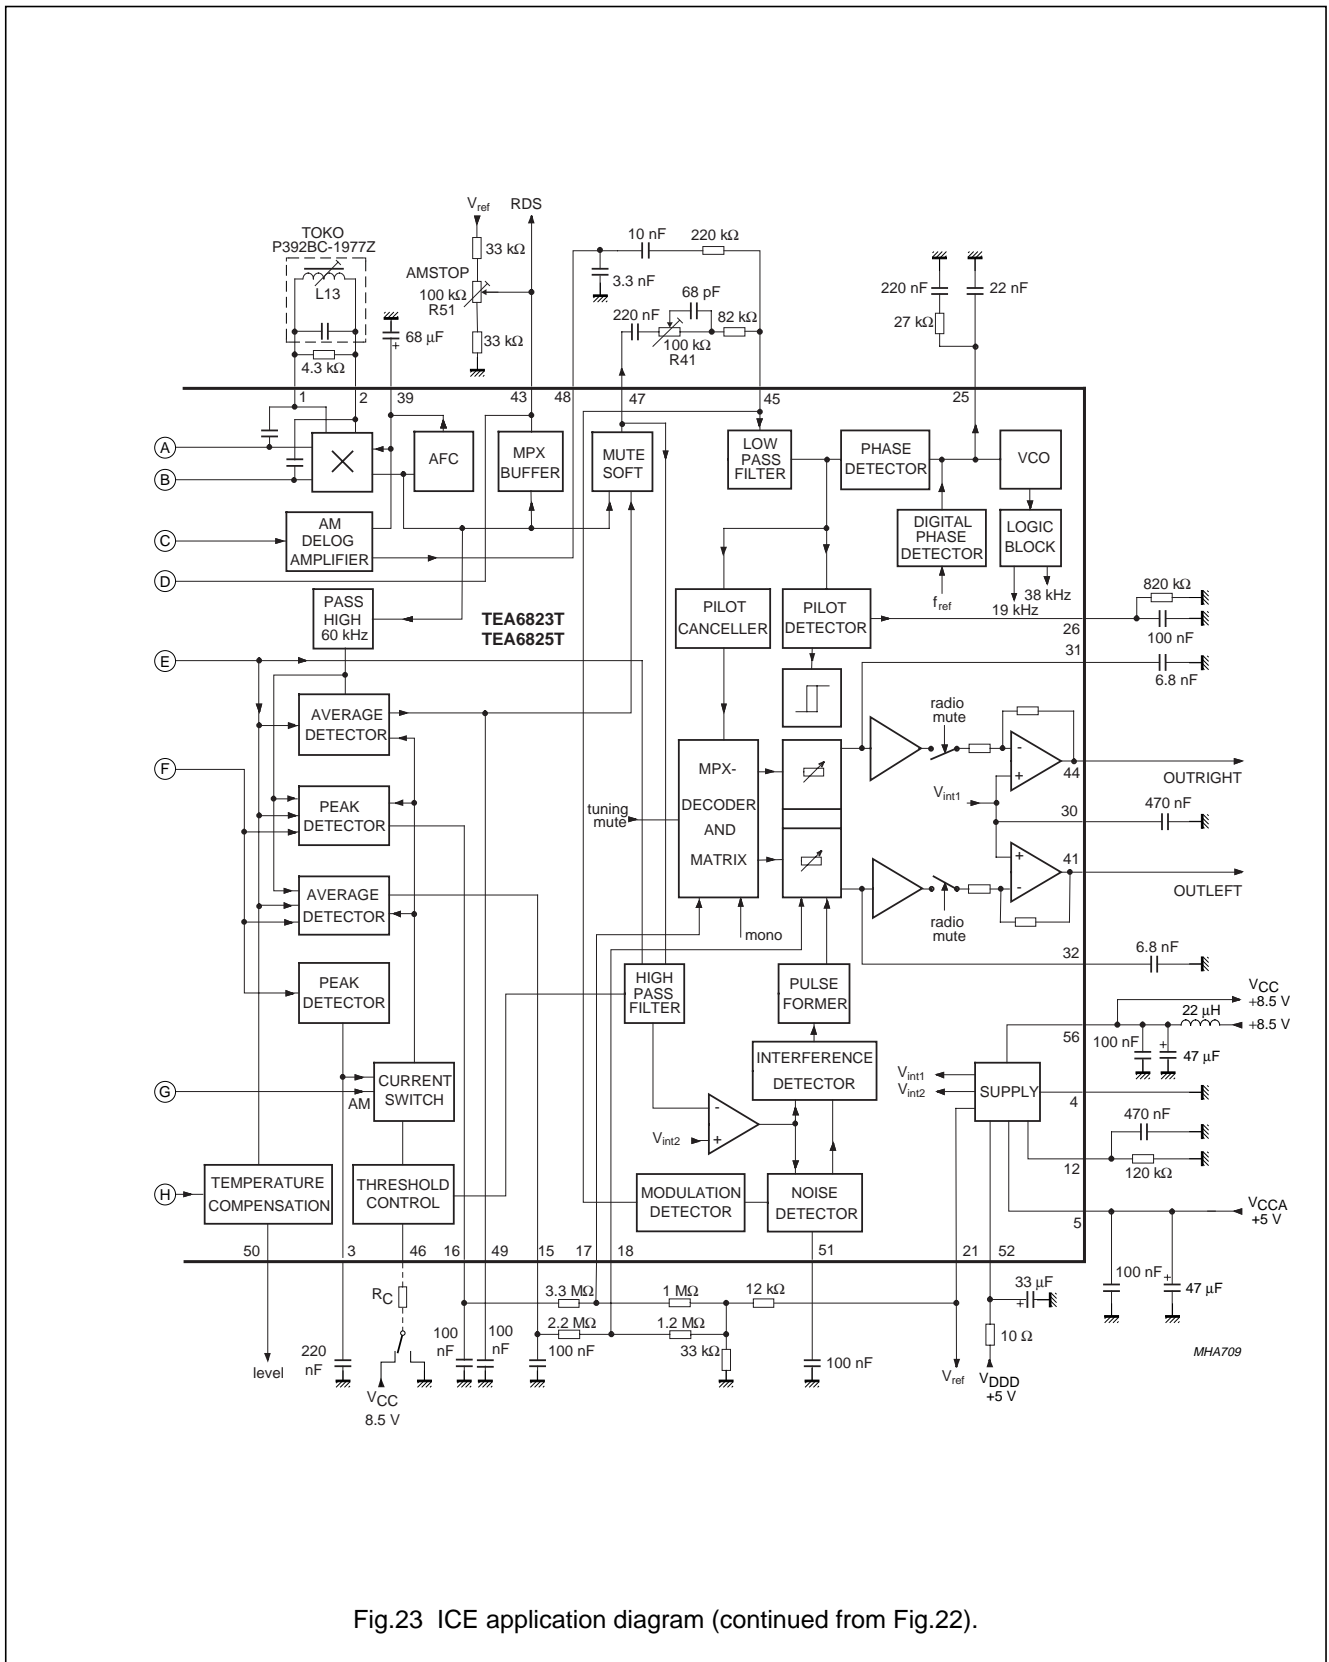 V_ref
RDS
TOKO
P392BC-1977Z
L13
4.3 kΩ
68 μF
+
33 kΩ
AMSTOP
100 kΩ
R51
33 kΩ
10 nF
220 kΩ
3.3 nF
68 pF
220 nF
82 kΩ
100 kΩ
R41
220 nF
22 nF
27 kΩ
1
2
39
43
48
47
45
25
A
B
C
D
E
F
G
H
AFC
MPX
BUFFER
MUTE
SOFT
LOW
PASS
FILTER
PHASE
DETECTOR
VCO
AM
DELOG
AMPLIFIER
DIGITAL
PHASE
DETECTOR
LOGIC
BLOCK
f_ref
38 kHz
19 kHz
PASS
HIGH
60 kHz
TEA6823T
TEA6825T
PILOT
CANCELLER
PILOT
DETECTOR
820 kΩ
26
100 nF
31
6.8 nF
AVERAGE
DETECTOR
radio
mute
-
+
44
OUTRIGHT
V_int1
30
470 nF
PEAK
DETECTOR
tuning
mute
MPX-
DECODER
AND
MATRIX
+
-
41
OUTLEFT
AVERAGE
DETECTOR
mono
radio
mute
32
6.8 nF
PEAK
DETECTOR
HIGH
PASS
FILTER
PULSE
FORMER
VCC
+8.5 V
22 μH
+8.5 V
56
100 nF
+
47 μF
CURRENT
SWITCH
AM
INTERFERENCE
DETECTOR
-
+
V_int2
V_int1
V_int2
SUPPLY
4
470 nF
12
120 kΩ
TEMPERATURE
COMPENSATION
THRESHOLD
CONTROL
MODULATION
DETECTOR
NOISE
DETECTOR
VCCA
+5 V
5
50
3
46
16
49
15
17
18
51
21
52
100 nF
+
47 μF
RC
3.3 MΩ
1 MΩ
12 kΩ
2.2 MΩ
1.2 MΩ
33 kΩ
33 μF
+
10 Ω
level
220
nF
VCC
8.5 V
100
nF
100
nF
100 nF
100 nF
V_ref
VDDD
+5 V
MHA709
Fig.23 ICE application diagram (continued from Fig.22).